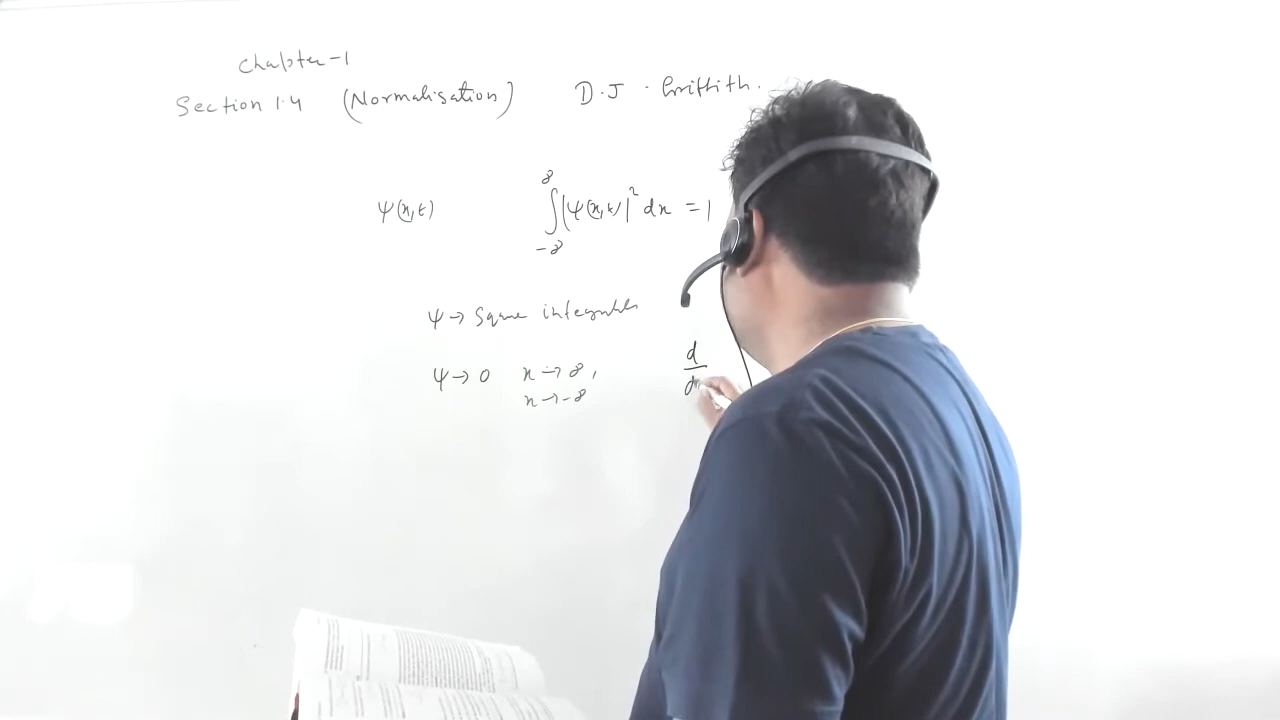 Chapter-1
Section 1.4 (Normalisation) D.J. Griffith.
ψ(x,t) ∫_{-∞}^{∞} |ψ(x,t)|² dx = 1
ψ → Square integrable
ψ → 0 x → ∞,
x → -∞
d